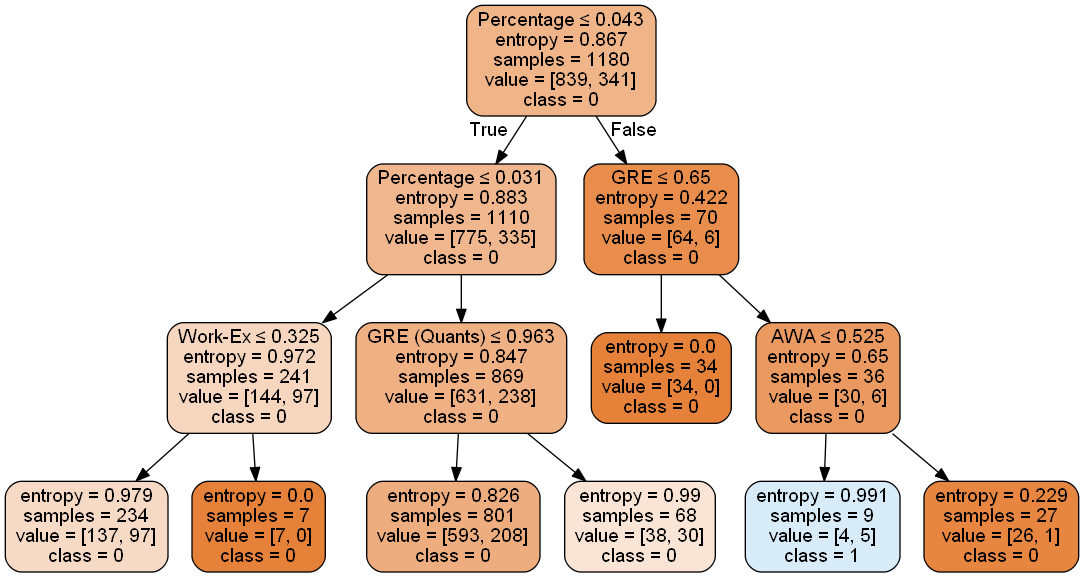 Percentage ≤ 0.043
entropy = 0.867
samples = 1180
value = [839, 341]
class = 0
True
False
Percentage ≤ 0.031
entropy = 0.883
samples = 1110
value = [775, 335]
class = 0
GRE ≤ 0.65
entropy = 0.422
samples = 70
value = [64, 6]
class = 0
Work-Ex ≤ 0.325
entropy = 0.972
samples = 241
value = [144, 97]
class = 0
GRE (Quants) ≤ 0.963
entropy = 0.847
samples = 869
value = [631, 238]
class = 0
entropy = 0.0
samples = 34
value = [34, 0]
class = 0
AWA ≤ 0.525
entropy = 0.65
samples = 36
value = [30, 6]
class = 0
entropy = 0.979
samples = 234
value = [137, 97]
class = 0
entropy = 0.0
samples = 7
value = [7, 0]
class = 0
entropy = 0.826
samples = 801
value = [593, 208]
class = 0
entropy = 0.99
samples = 68
value = [38, 30]
class = 0
entropy = 0.991
samples = 9
value = [4, 5]
class = 1
entropy = 0.229
samples = 27
value = [26, 1]
class = 0